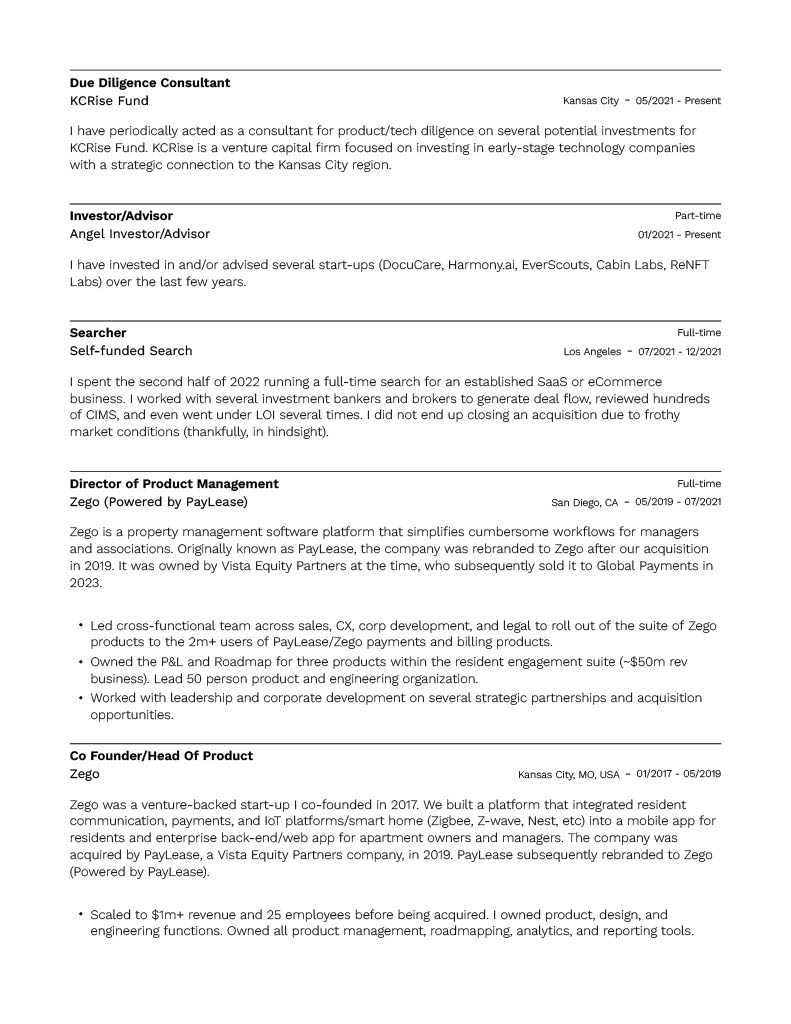 Due Diligence Consultant
KCRise Fund
Kansas City – 05/2021 - Present
I have periodically acted as a consultant for product/tech diligence on several potential investments for
KCRise Fund. KCRise is a venture capital firm focused on investing in early-stage technology companies
with a strategic connection to the Kansas City region.
Investor/Advisor
Part-time
Angel Investor/Advisor
01/2021 - Present
I have invested in and/or advised several start-ups (DocuCare, Harmony.ai, EverScouts, Cabin Labs, ReNFT
Labs) over the last few years.
Searcher
Full-time
Self-funded Search
Los Angeles – 07/2021 - 12/2021
I spent the second half of 2022 running a full-time search for an established SaaS or eCommerce
business. I worked with several investment bankers and brokers to generate deal flow, reviewed hundreds
of CIMS, and even went under LOI several times. I did not end up closing an acquisition due to frothy
market conditions (thankfully, in hindsight).
Director of Product Management
Full-time
Zego (Powered by PayLease)
San Diego, CA – 05/2019 - 07/2021
Zego is a property management software platform that simplifies cumbersome workflows for managers
and associations. Originally known as PayLease, the company was rebranded to Zego after our acquisition
in 2019. It was owned by Vista Equity Partners at the time, who subsequently sold it to Global Payments in
2023.
• Led cross-functional team across sales, CX, corp development, and legal to roll out of the suite of Zego
products to the 2m+ users of PayLease/Zego payments and billing products.
• Owned the P&L and Roadmap for three products within the resident engagement suite (~$50m rev
business). Lead 50 person product and engineering organization.
• Worked with leadership and corporate development on several strategic partnerships and acquisition
opportunities.
Co Founder/Head Of Product
Zego
Kansas City, MO, USA – 01/2017 - 05/2019
Zego was a venture-backed start-up I co-founded in 2017. We built a platform that integrated resident
communication, payments, and IoT platforms/smart home (Zigbee, Z-wave, Nest, etc) into a mobile app for
residents and enterprise back-end/web app for apartment owners and managers. The company was
acquired by PayLease, a Vista Equity Partners company, in 2019. PayLease subsequently rebranded to Zego
(Powered by PayLease).
• Scaled to $1m+ revenue and 25 employees before being acquired. I owned product, design, and
engineering functions. Owned all product management, roadmapping, analytics, and reporting tools.